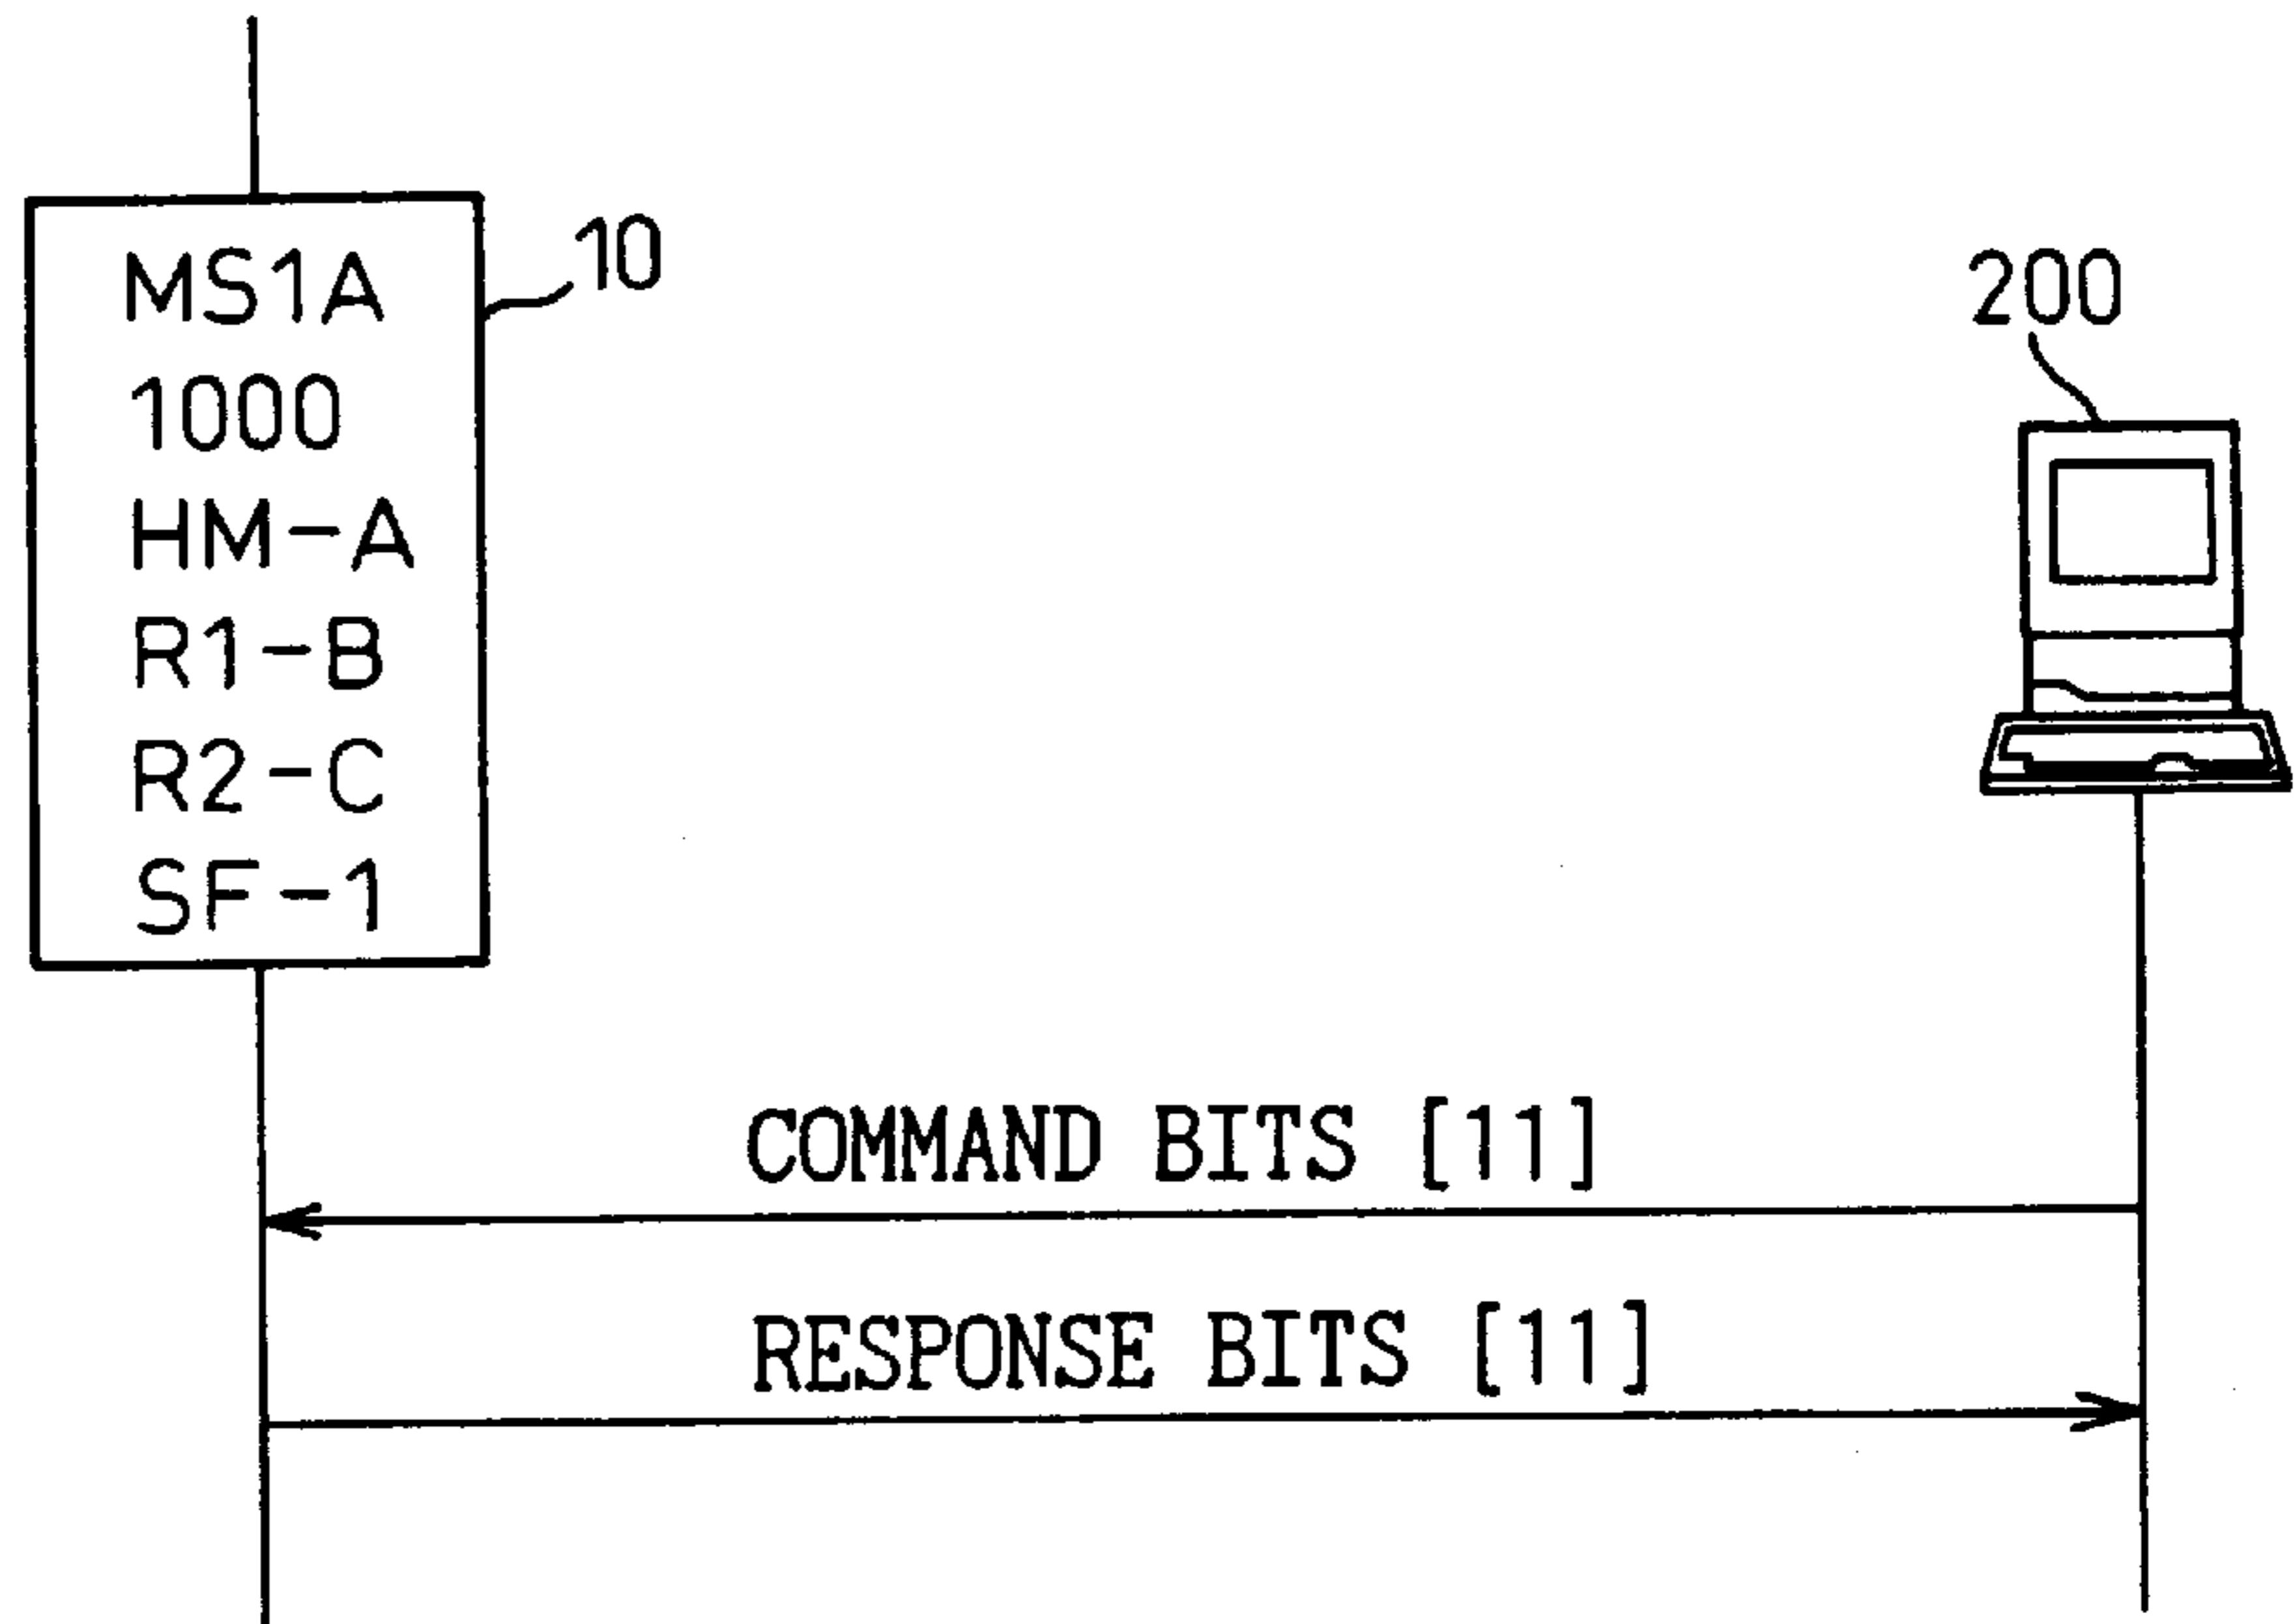 MS1A
1000
HM-A
R1-B
R2-C
SF-1
10
200
COMMAND BITS [11]
RESPONSE BITS [11]